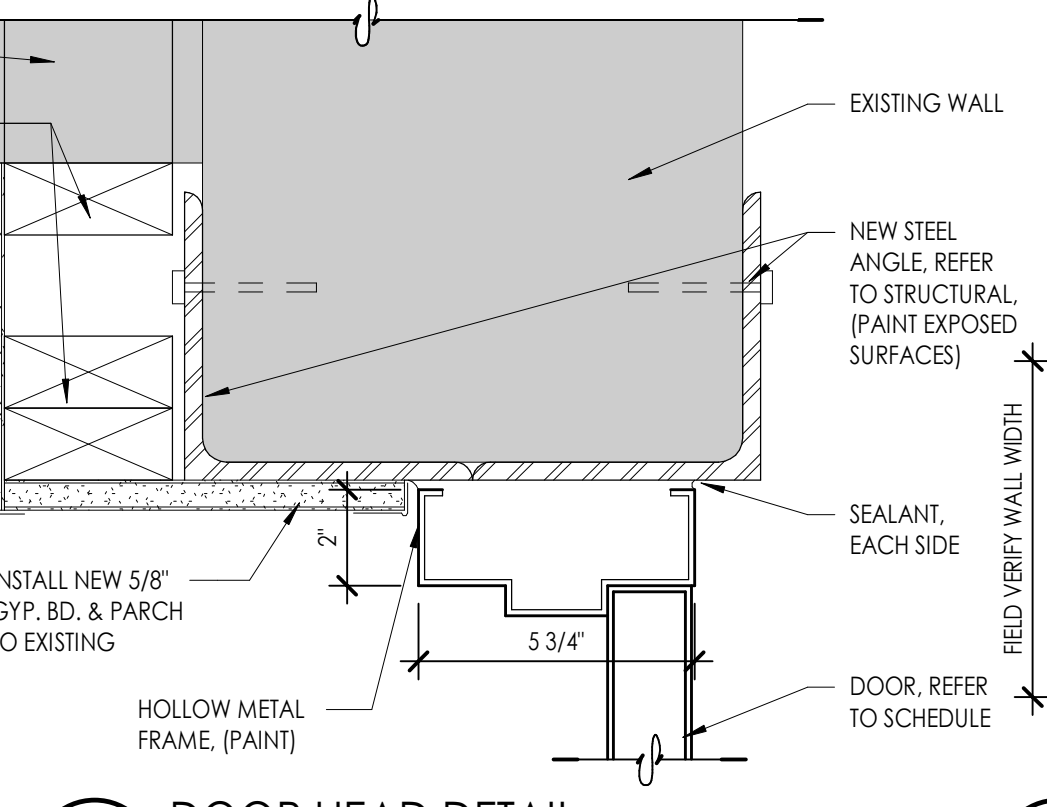 EXISTING WALL
NEW STEEL
ANGLE, REFER
TO STRUCTURAL,
(PAINT EXPOSED
SURFACES)
FIELD VERIFY WALL WIDTH
SEALANT,
EACH SIDE
2"
NSTALL NEW 5/8"
GYP. BD. & PARCH
O EXISTING
5 3/4"
HOLLOW METAL
FRAME, (PAINT)
DOOR, REFER
TO SCHEDULE
DOOR HEAD DETAIL